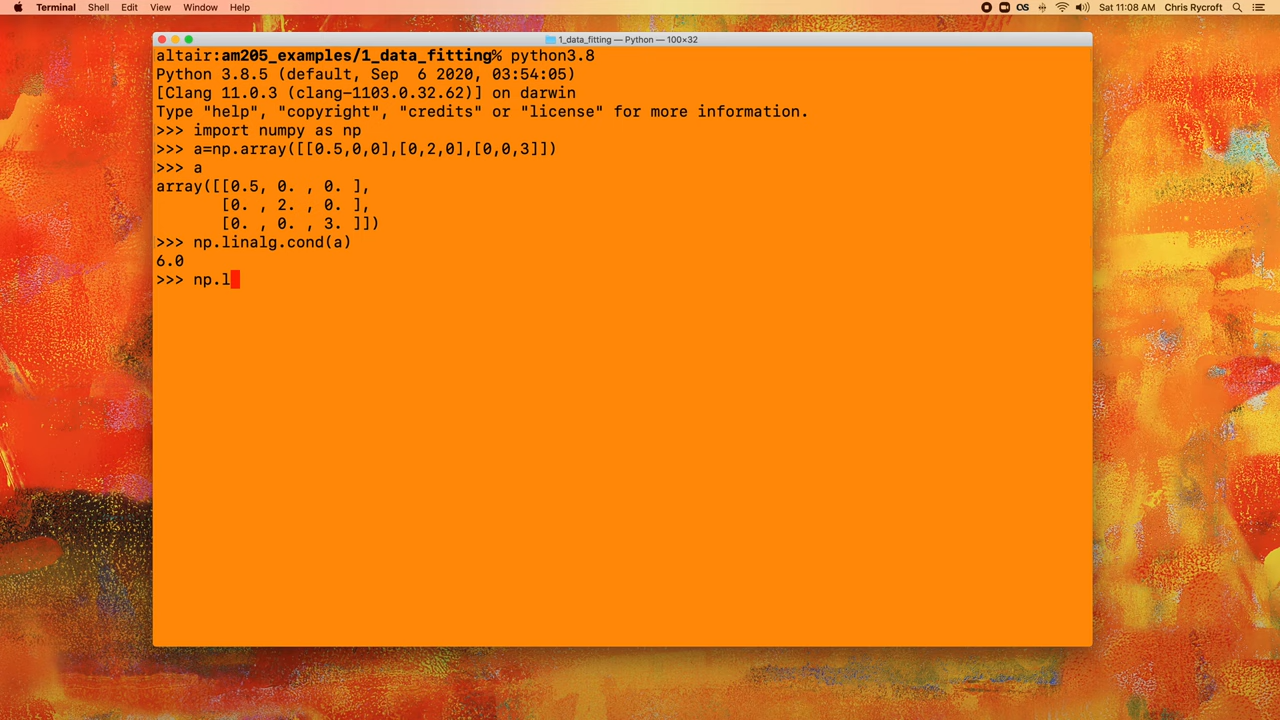 Terminal Shell Edit View Window Help Sat 11:08 AM Chris Rycroft
1_data_fitting — Python — 100×32
altair:am205_examples/1_data_fitting% python3.8
Python 3.8.5 (default, Sep  6 2020, 03:54:05)
[Clang 11.0.3 (clang-1103.0.32.62)] on darwin
Type "help", "copyright", "credits" or "license" for more information.
>>> import numpy as np
>>> a=np.array([[0.5,0,0],[0,2,0],[0,0,3]])
>>> a
array([[0.5, 0. , 0. ],
       [0. , 2. , 0. ],
       [0. , 0. , 3. ]])
>>> np.linalg.cond(a)
6.0
>>> np.l